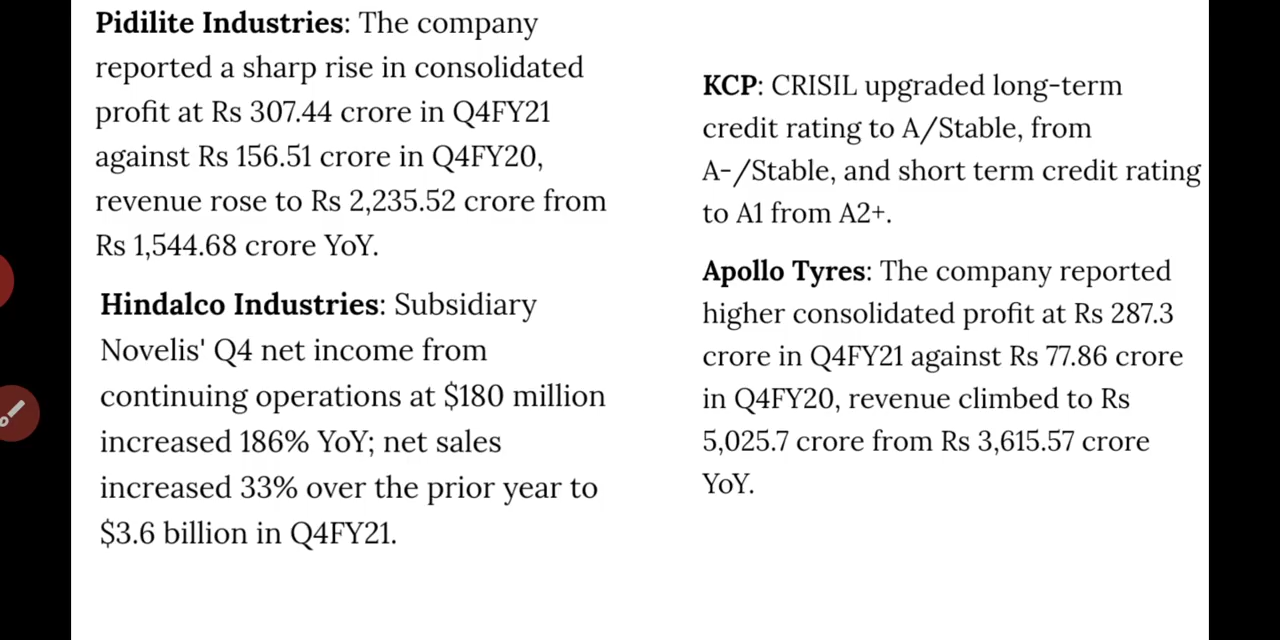 Pidilite Industries: The company
reported a sharp rise in consolidated
profit at Rs 307.44 crore in Q4FY21
against Rs 156.51 crore in Q4FY20,
revenue rose to Rs 2,235.52 crore from
Rs 1,544.68 crore YoY.
Hindalco Industries: Subsidiary
Novelis' Q4 net income from
continuing operations at $180 million
increased 186% YoY; net sales
increased 33% over the prior year to
$3.6 billion in Q4FY21.
KCP: CRISIL upgraded long-term
credit rating to A/Stable, from
A-/Stable, and short term credit rating
to A1 from A2+.
Apollo Tyres: The company reported
higher consolidated profit at Rs 287.3
crore in Q4FY21 against Rs 77.86 crore
in Q4FY20, revenue climbed to Rs
5,025.7 crore from Rs 3,615.57 crore
YoY.